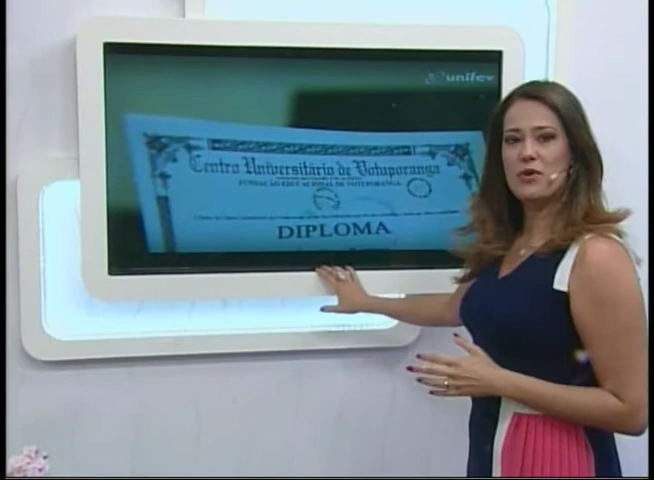 unifev
Centro Universitário de Votuporanga
FUNDAÇÃO EDUCACIONAL DE VOTUPORANGA
DIPLOMA